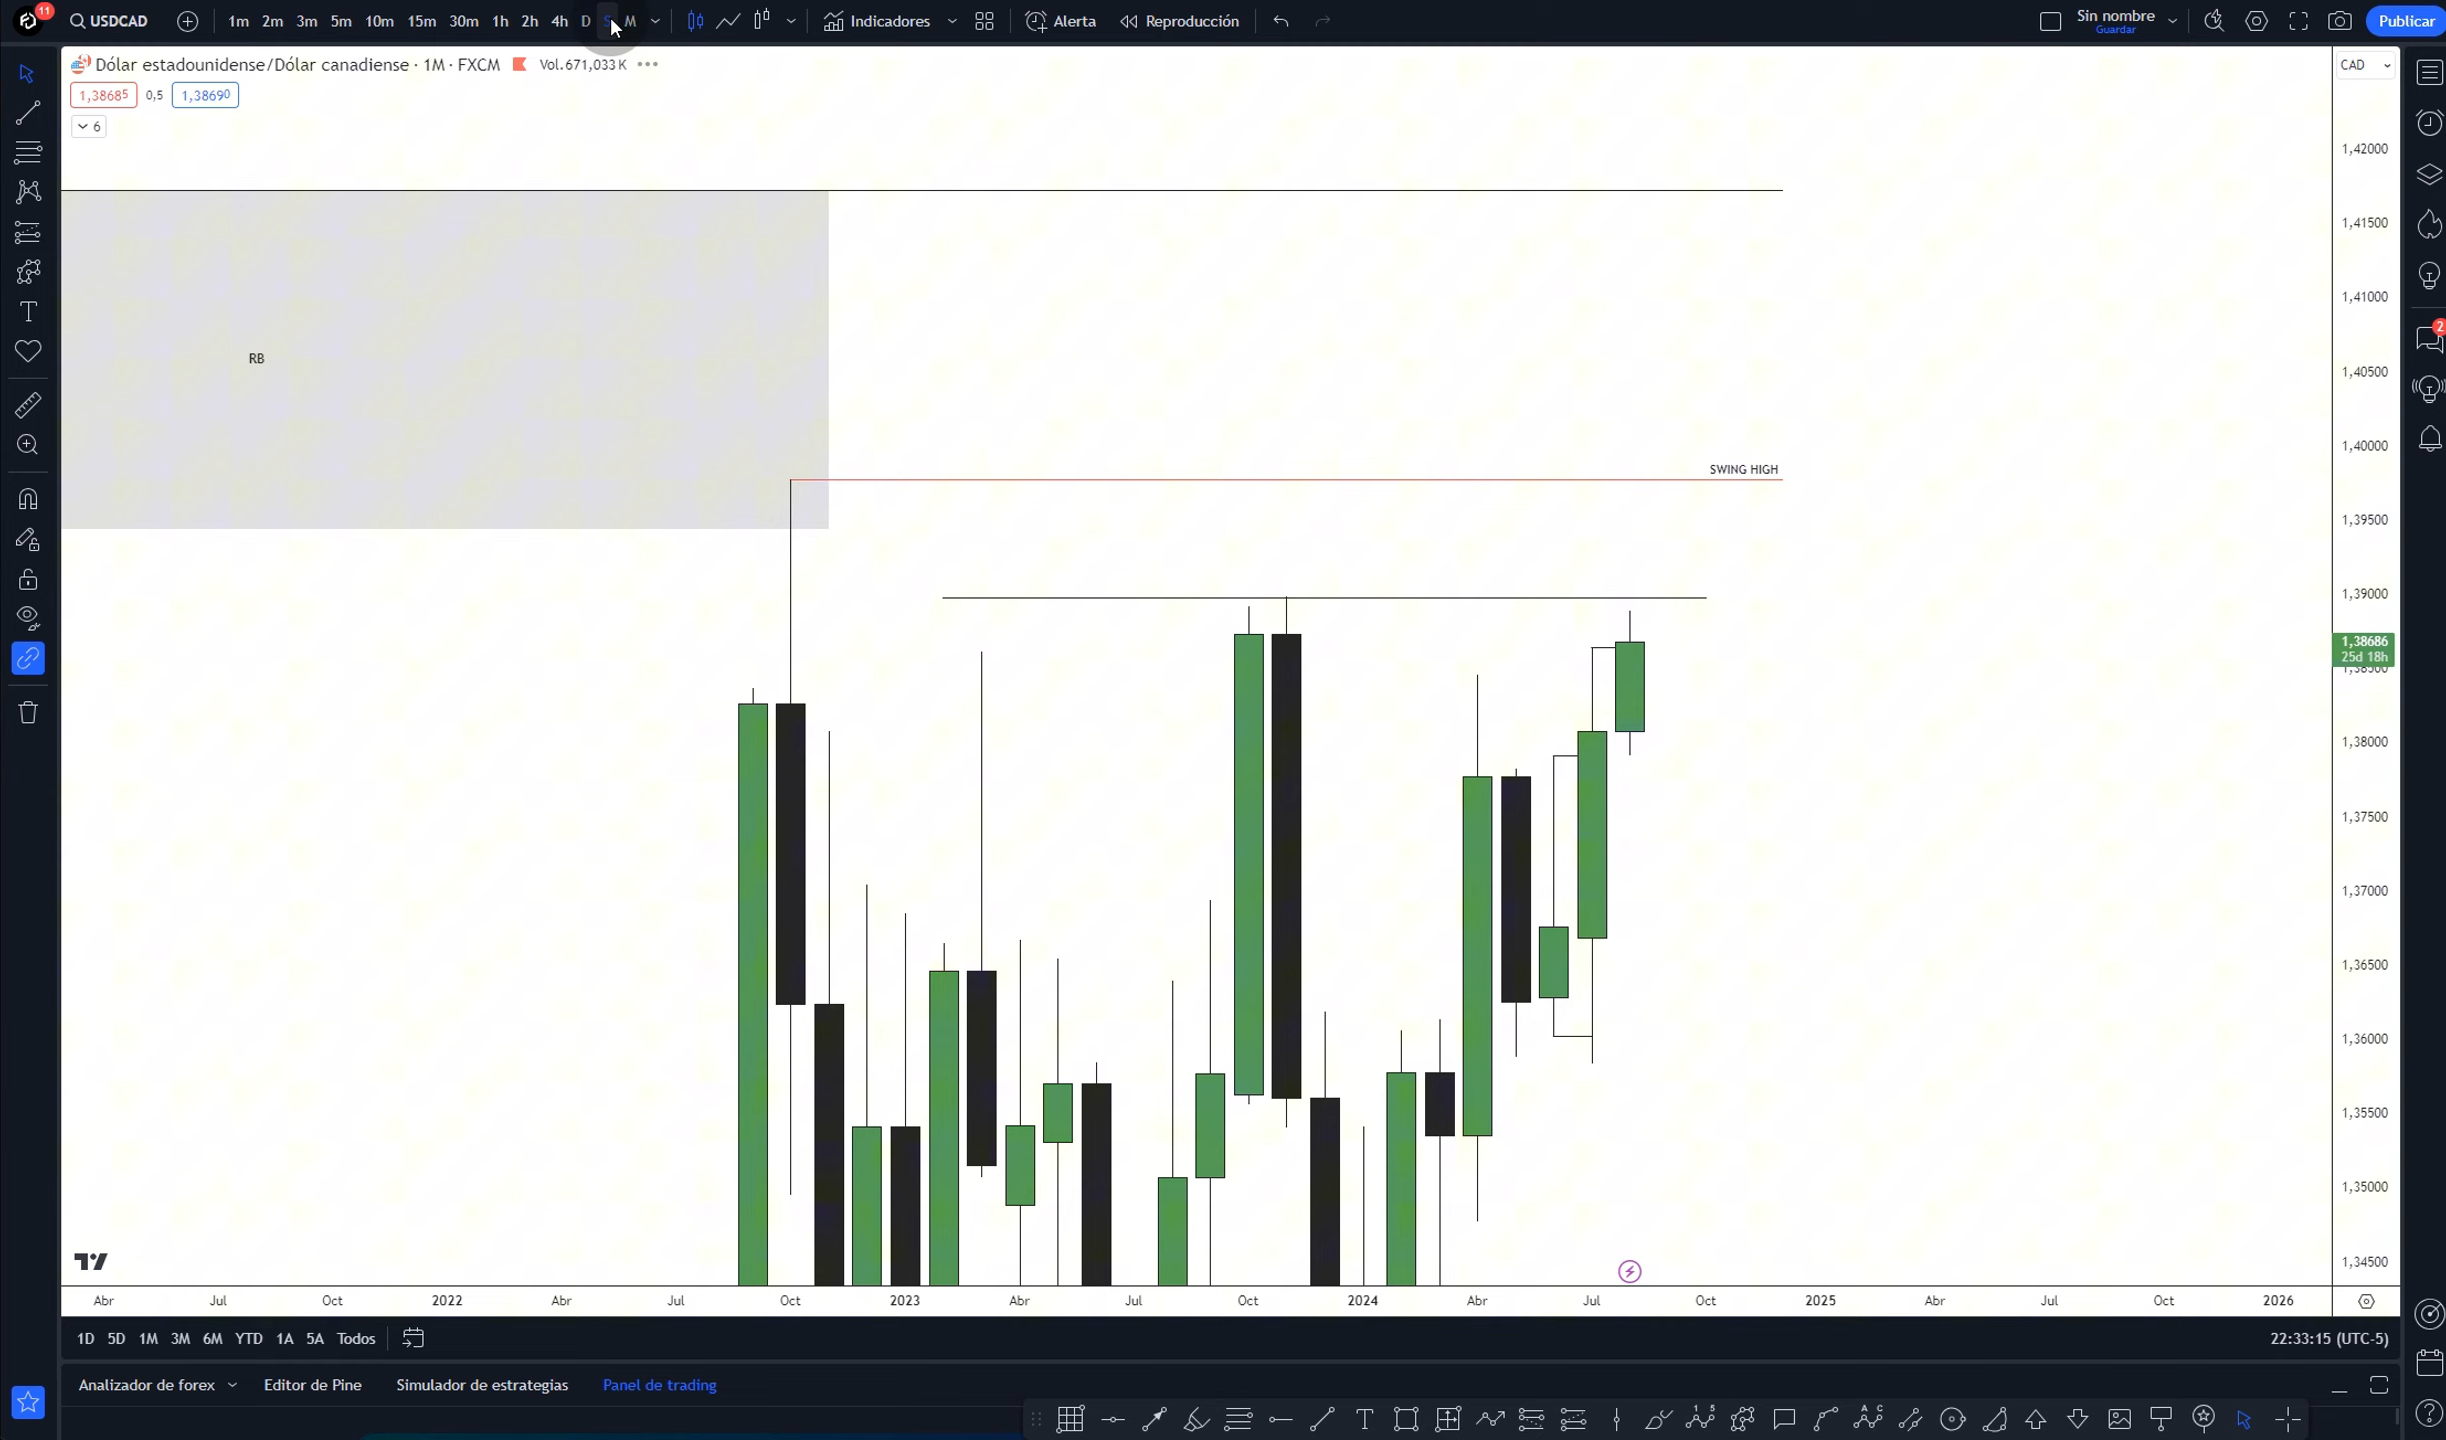 11 USDCAD 1m 2m 3m 5m 10m 15m 30m 1h 2h 4h D S M Indicadores Alerta Reproducción Sin nombre Publicar
Guardar
Dólar estadounidense/Dólar canadiense · 1M · FXCM Vol.671,033 K CAD
1,38685 0,5 1,38690
6
1,42000
1,41500
1,41000
RB
1,40500
1,40000
SWING HIGH
1,39500
1,39000
1,38686
25d 18h
1,38500
1,38000
1,37500
1,37000
1,36500
1,36000
1,35500
1,35000
1,34500
2
Abr Jul Oct 2022 Abr Jul Oct 2023 Abr Jul Oct 2024 Abr Jul Oct 2025 Abr Jul Oct 2026
1D 5D 1M 3M 6M YTD 1A 5A Todos 22:33:15 (UTC-5)
Analizador de forex Editor de Pine Simulador de estrategias Panel de trading